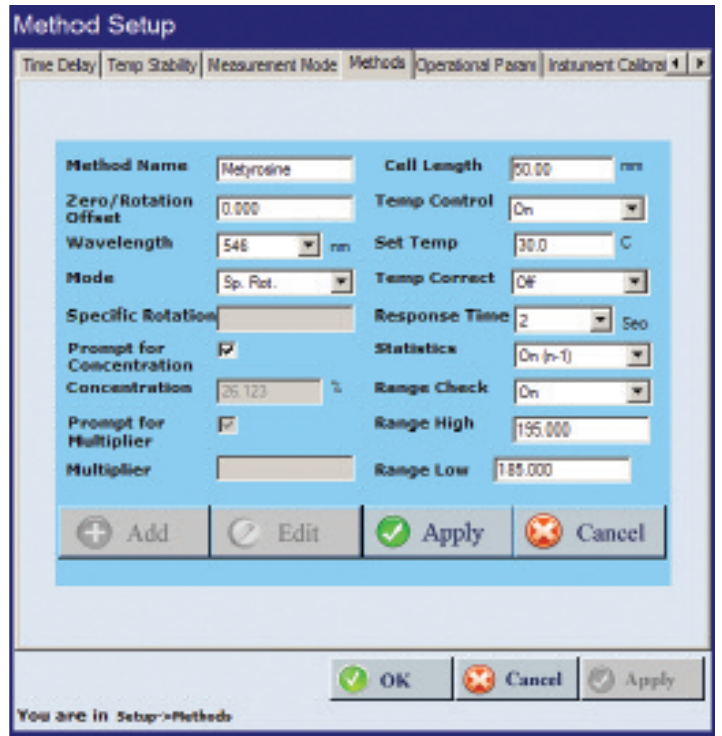 Method Setup
Time Delay Temp Stability Measurement Mode Methods Operational Param Instrument Calibrat
Method Name Metyrosine Cell Length 50.00 mm
Zero/Rotation Offset 0.000 Temp Control On
Wavelength 546 nm Set Temp 30.0 C
Mode Sp. Rot. Temp Correct Off
Specific Rotation Response Time 2 Sec
Prompt for Concentration Statistics On (n-1)
Concentration 26.123 % Range Check On
Prompt for Multiplier Range High 195.000
Multiplier Range Low 185.000
Add Edit Apply Cancel
OK Cancel Apply
You are in Setup->Methods